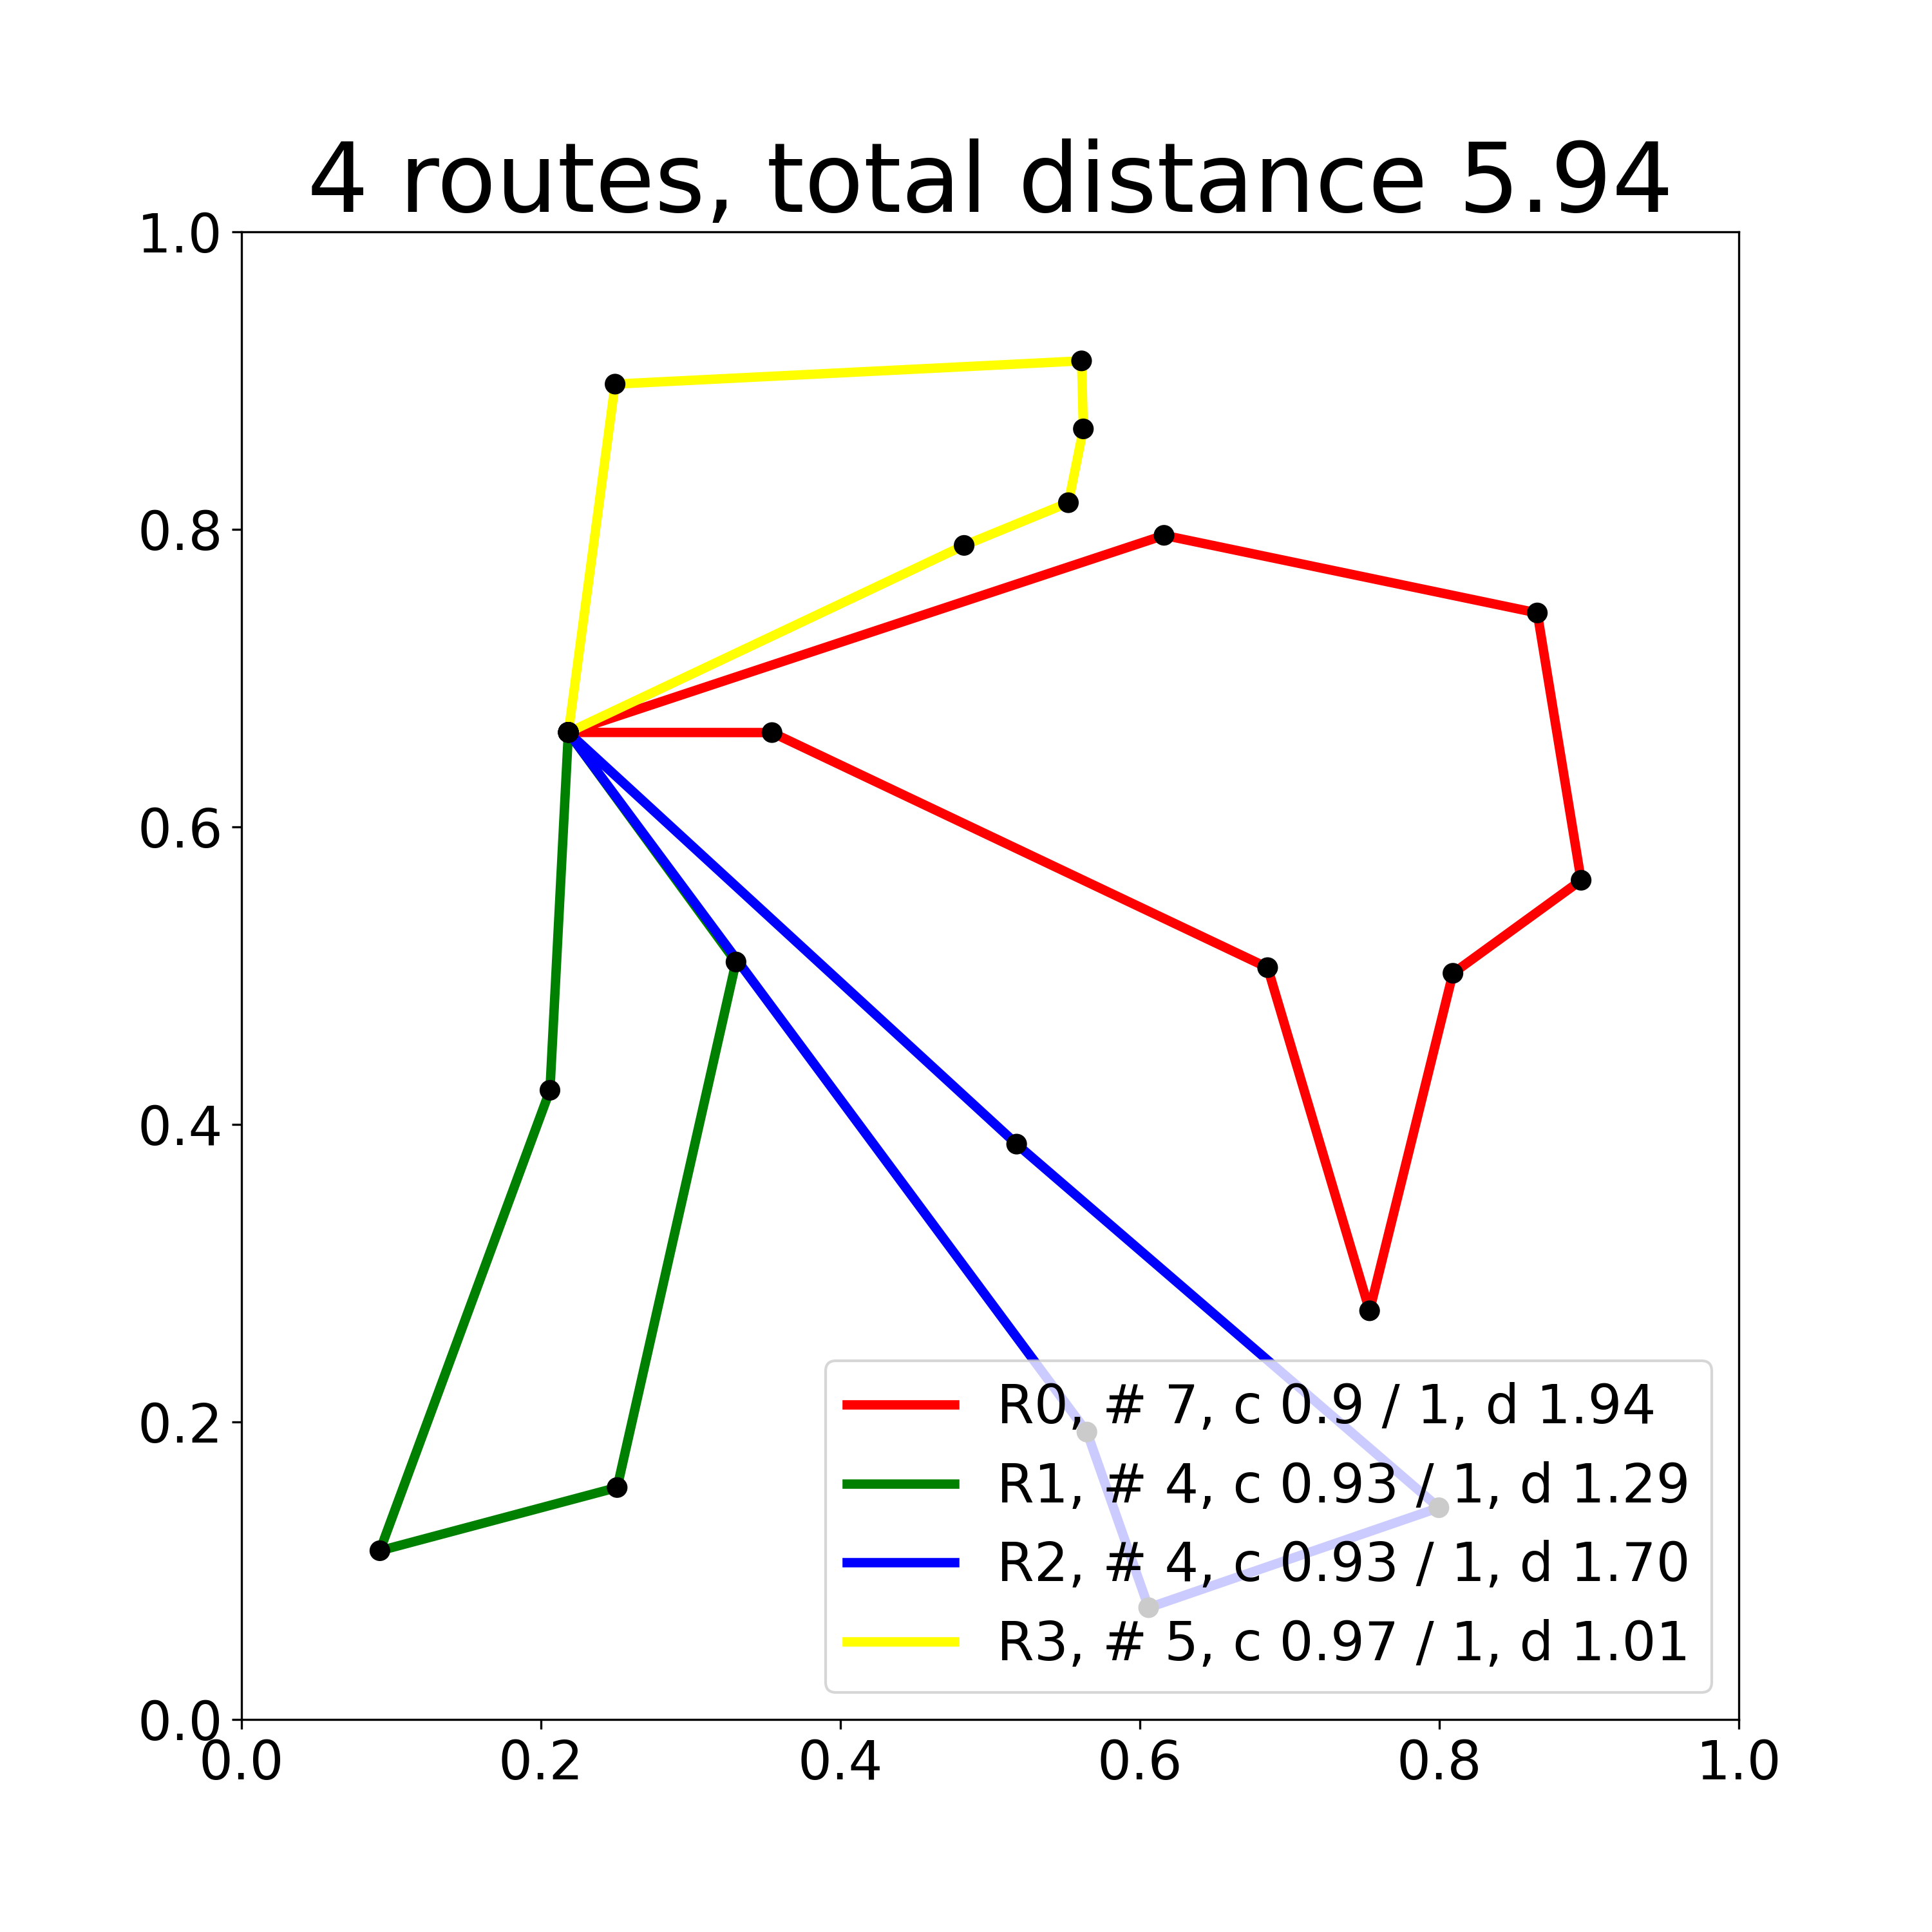 4 routes, total distance 5.94
1.0
0.8
0.6
0.4
0.2
0.0
R0, # 7, c 0.9 / 1, d 1.94
R1, # 4, c 0.93 / 1, d 1.29
R2, # 4, c 0.93 / 1, d 1.70
R3, # 5, c 0.97 / 1, d 1.01
0.0 0.2 0.4 0.6 0.8 1.0